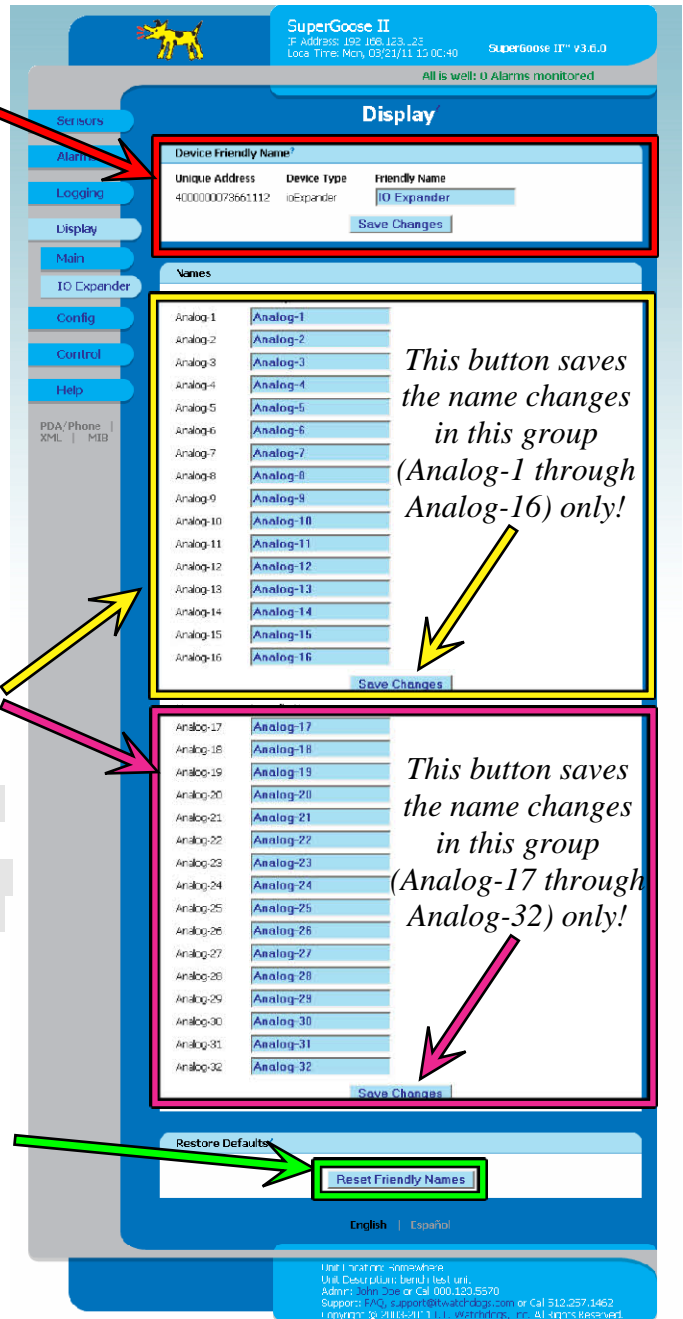 SuperGoose II
IP Address: 192.168.123.123
Local Time: Mon, 03/21/11 15:00:40
SuperGoose II™ v3.6.0
All is well: 0 Alarms monitored
Display
Sensors
Alarms
Logging
Display
Main
IO Expander
Config
Control
Help
PDA/Phone |
XML | MIB
Device Friendly Name?
Unique Address Device Type Friendly Name
4000000073661112 ioExpander IO Expander
Save Changes
Names
Analog-1 Analog-1
Analog-2 Analog-2
Analog-3 Analog-3
Analog-4 Analog-4
Analog-5 Analog-5
Analog-6 Analog-6
Analog-7 Analog-7
Analog-8 Analog-8
Analog-9 Analog-9
Analog-10 Analog-10
Analog-11 Analog-11
Analog-12 Analog-12
Analog-13 Analog-13
Analog-14 Analog-14
Analog-15 Analog-15
Analog-16 Analog-16
This button saves
the name changes
in this group
(Analog-1 through
Analog-16) only!
Save Changes
Analog-17 Analog-17
Analog-18 Analog-18
Analog-19 Analog-19
Analog-20 Analog-20
Analog-21 Analog-21
Analog-22 Analog-22
Analog-23 Analog-23
Analog-24 Analog-24
Analog-25 Analog-25
Analog-26 Analog-26
Analog-27 Analog-27
Analog-28 Analog-28
Analog-29 Analog-29
Analog-30 Analog-30
Analog-31 Analog-31
Analog-32 Analog-32
This button saves
the name changes
in this group
(Analog-17 through
Analog-32) only!
Save Changes
Restore Defaults
Reset Friendly Names
English | Español
Unit Location: Somewhere
Unit Description: bench test unit
Admin: John Doe or Cal 000.123.5678
Support: FAQ, support@itwatchdogs.com or Cal 512.257.1462
Copyright © 2003-2011 I.T. Watchdogs, Inc. All Rights Reserved.